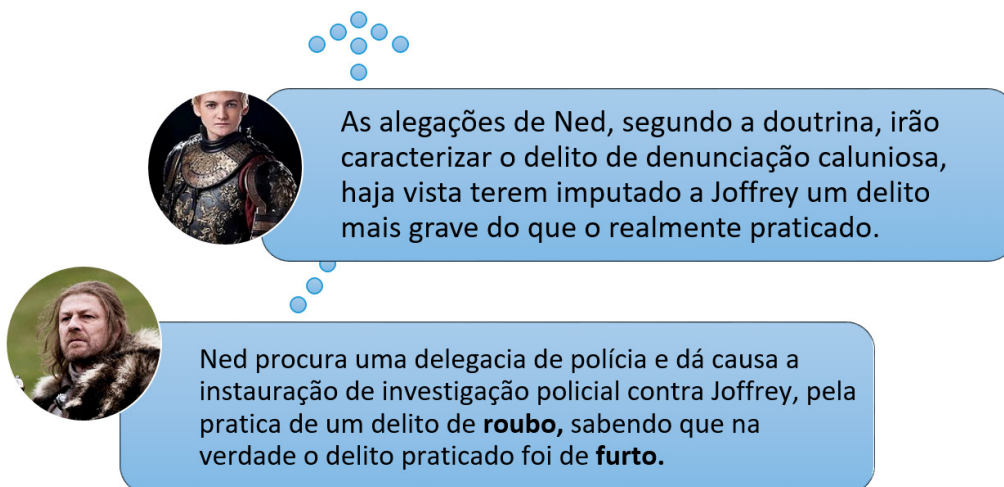 As alegações de Ned, segundo a doutrina, irão
caracterizar o delito de denunciação caluniosa,
haja vista terem imputado a Joffrey um delito
mais grave do que o realmente praticado.
Ned procura uma delegacia de polícia e dá causa a
instauração de investigação policial contra Joffrey, pela
pratica de um delito de roubo, sabendo que na
verdade o delito praticado foi de furto.